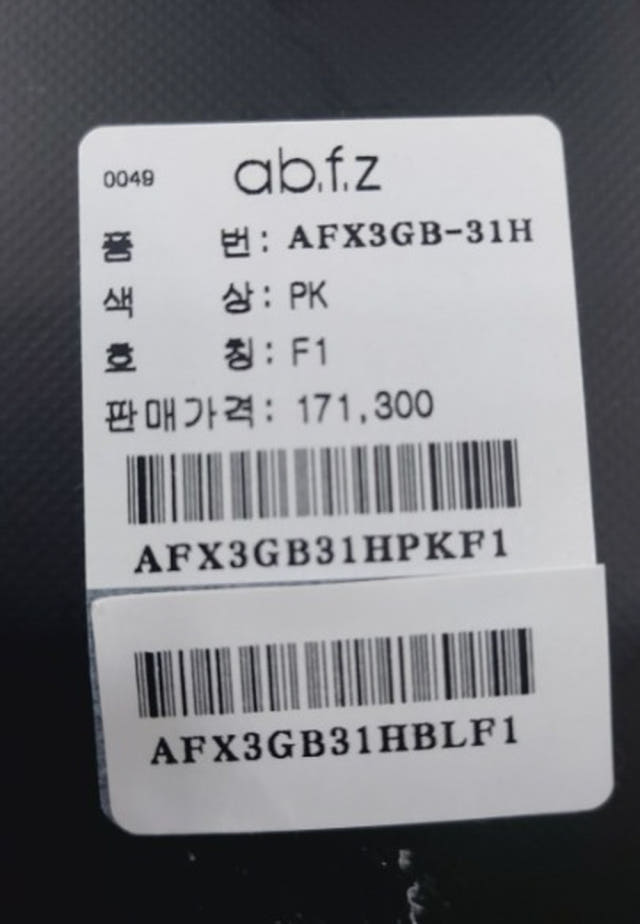 0049 ab.f.z
품 번: AFX3GB-31H
색 상: PK
호 칭: F1
판매가격: 171,300
AFX3GB31HPKF1
AFX3GB31HBLF1